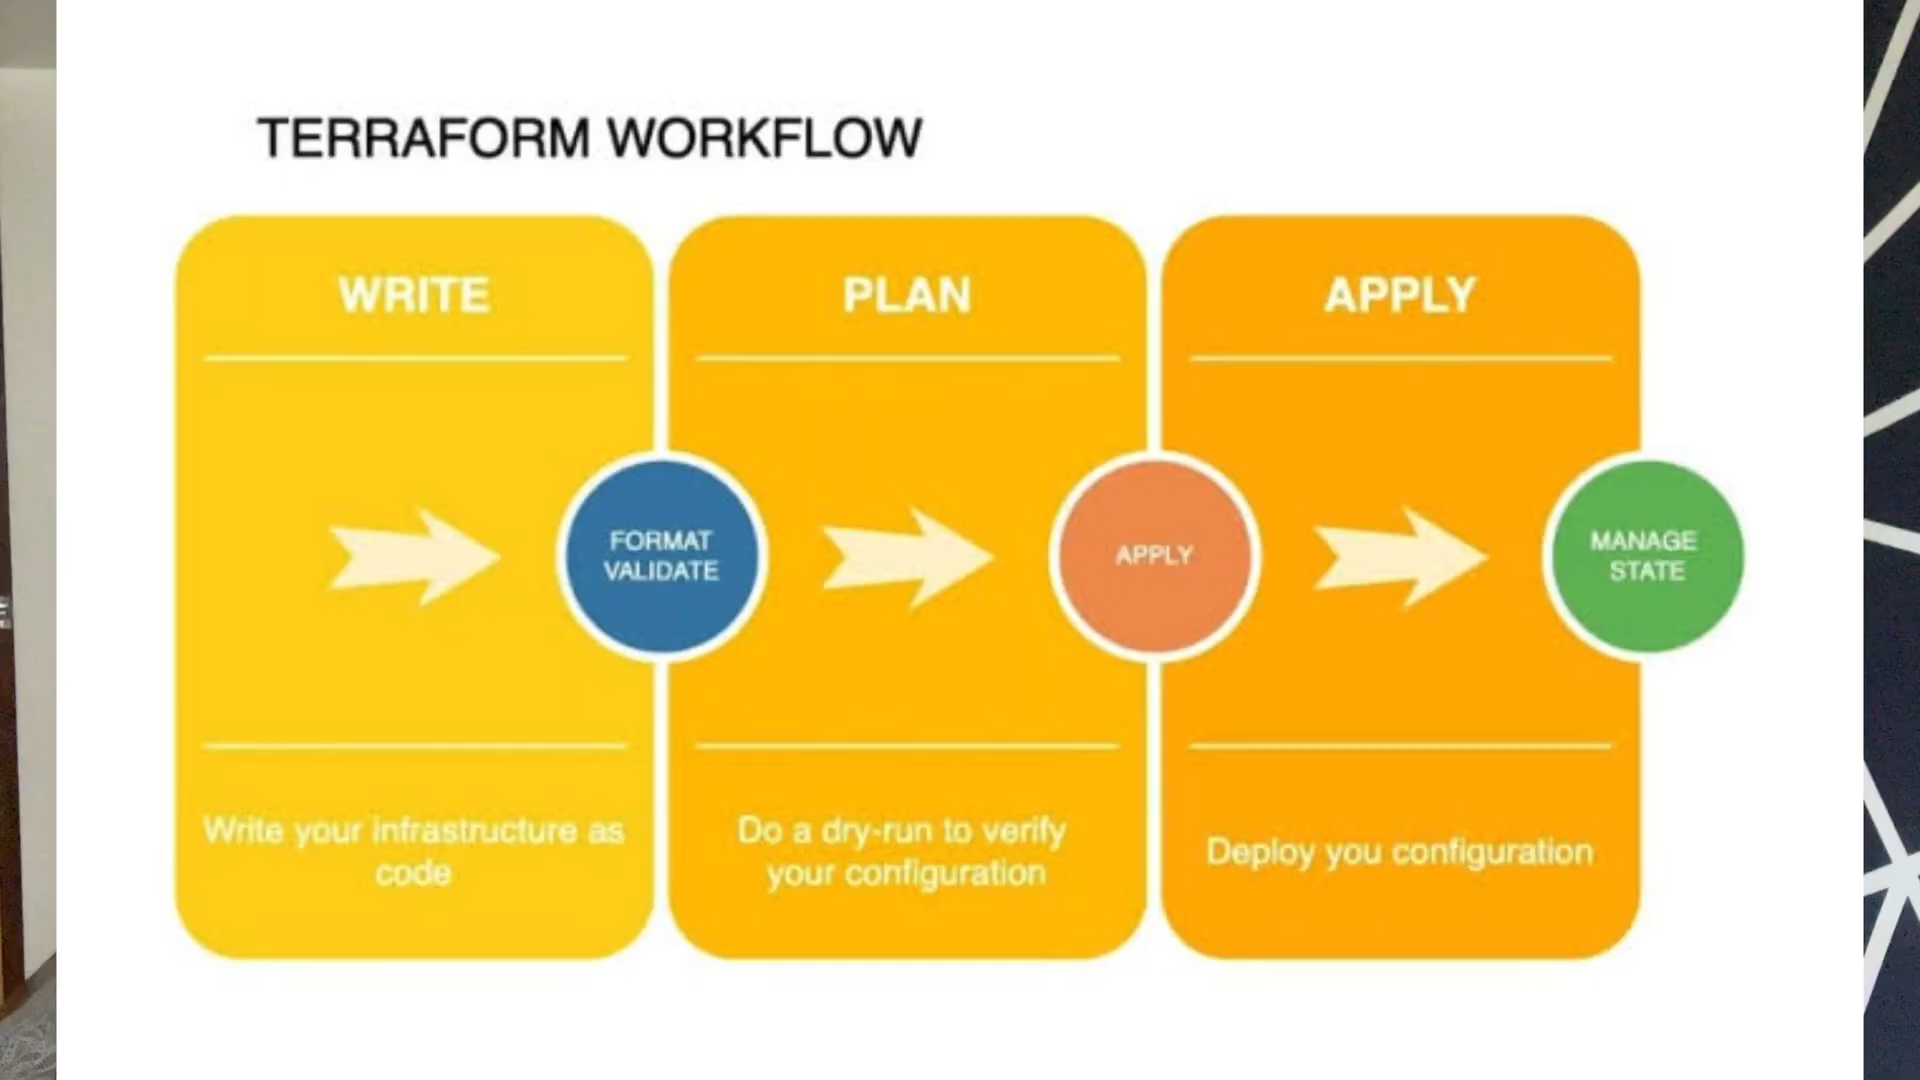 TERRAFORM WORKFLOW
WRITE
PLAN
APPLY
FORMAT
VALIDATE
APPLY
MANAGE
STATE
Write your infrastructure as
code
Do a dry-run to verify
your configuration
Deploy you configuration